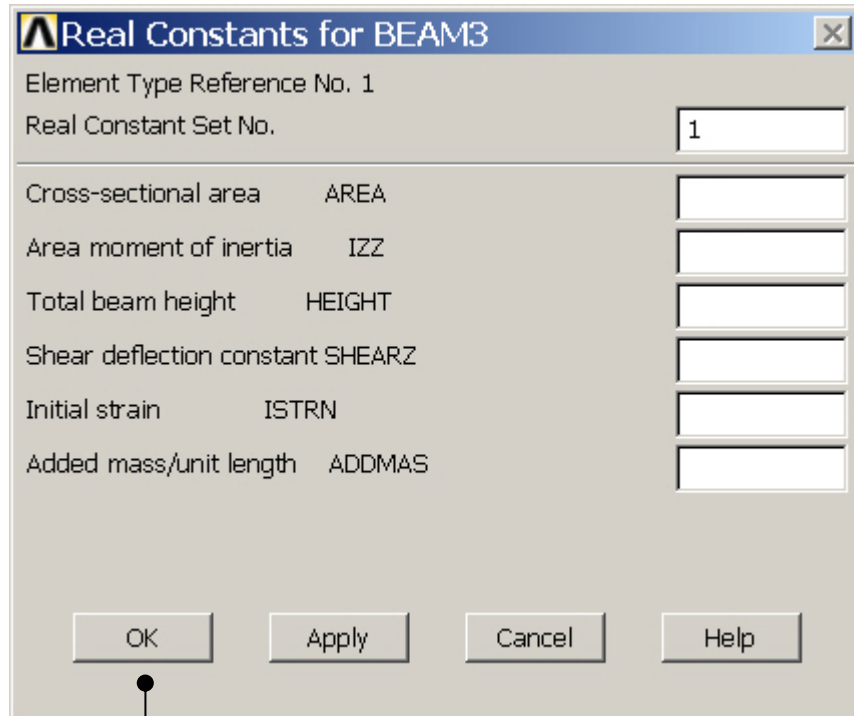 Real Constants for BEAM3
Element Type Reference No. 1
Real Constant Set No. 1
Cross-sectional area AREA
Area moment of inertia IZZ
Total beam height HEIGHT
Shear deflection constant SHEARZ
Initial strain ISTRN
Added mass/unit length ADDMAS
OK Apply Cancel Help